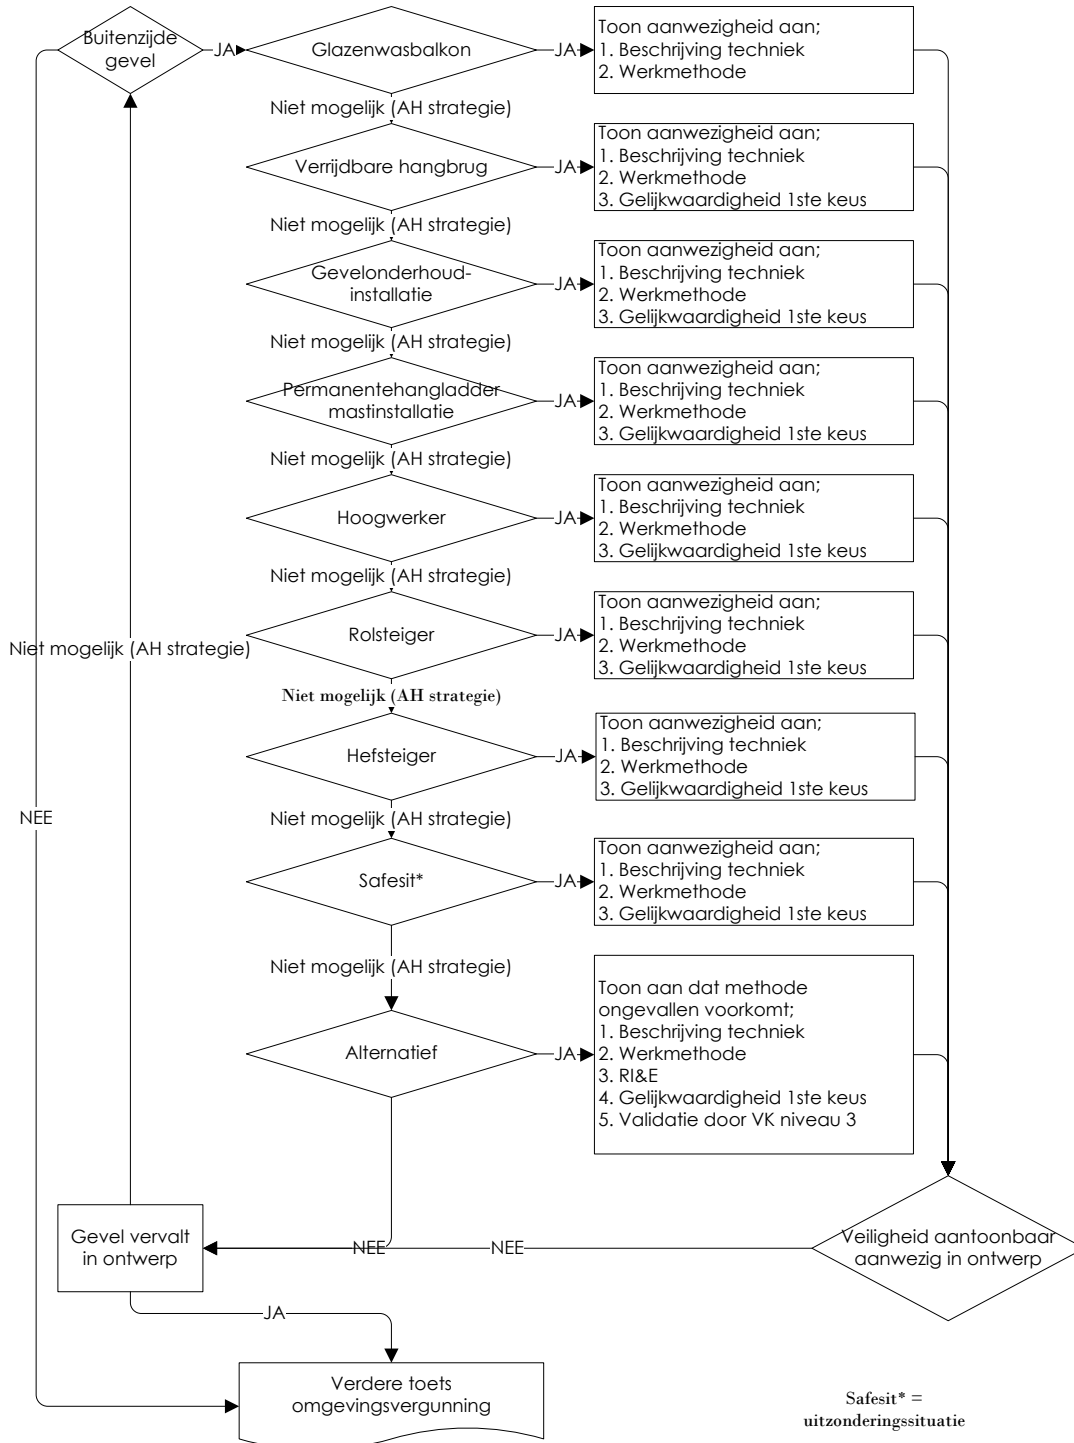 Buitenzijde
gevel
JA
Glazenwasbalkon
JA
Toon aanwezigheid aan;
1. Beschrijving techniek
2. Werkmethode
Niet mogelijk (AH strategie)
Verrijdbare hangbrug
JA
Toon aanwezigheid aan;
1. Beschrijving techniek
2. Werkmethode
3. Gelijkwaardigheid 1ste keus
Niet mogelijk (AH strategie)
Gevelonderhoud-
installatie
JA
Toon aanwezigheid aan;
1. Beschrijving techniek
2. Werkmethode
3. Gelijkwaardigheid 1ste keus
Niet mogelijk (AH strategie)
Permanentehangladder
mastinstallatie
JA
Toon aanwezigheid aan;
1. Beschrijving techniek
2. Werkmethode
3. Gelijkwaardigheid 1ste keus
Niet mogelijk (AH strategie)
Hoogwerker
JA
Toon aanwezigheid aan;
1. Beschrijving techniek
2. Werkmethode
3. Gelijkwaardigheid 1ste keus
Niet mogelijk (AH strategie)
Rolsteiger
JA
Toon aanwezigheid aan;
1. Beschrijving techniek
2. Werkmethode
3. Gelijkwaardigheid 1ste keus
Niet mogelijk (AH strategie)
Niet mogelijk (AH strategie)
Hefsteiger
JA
Toon aanwezigheid aan;
1. Beschrijving techniek
2. Werkmethode
3. Gelijkwaardigheid 1ste keus
NEE
Niet mogelijk (AH strategie)
Safesit*
JA
Toon aanwezigheid aan;
1. Beschrijving techniek
2. Werkmethode
3. Gelijkwaardigheid 1ste keus
Niet mogelijk (AH strategie)
Alternatief
JA
Toon aan dat methode
ongevallen voorkomt;
1. Beschrijving techniek
2. Werkmethode
3. RI&E
4. Gelijkwaardigheid 1ste keus
5. Validatie door VK niveau 3
Gevel vervalt
in ontwerp
NEE
NEE
Veiligheid aantoonbaar
aanwezig in ontwerp
JA
Verdere toets
omgevingsvergunning
Safesit* =
uitzonderingssituatie